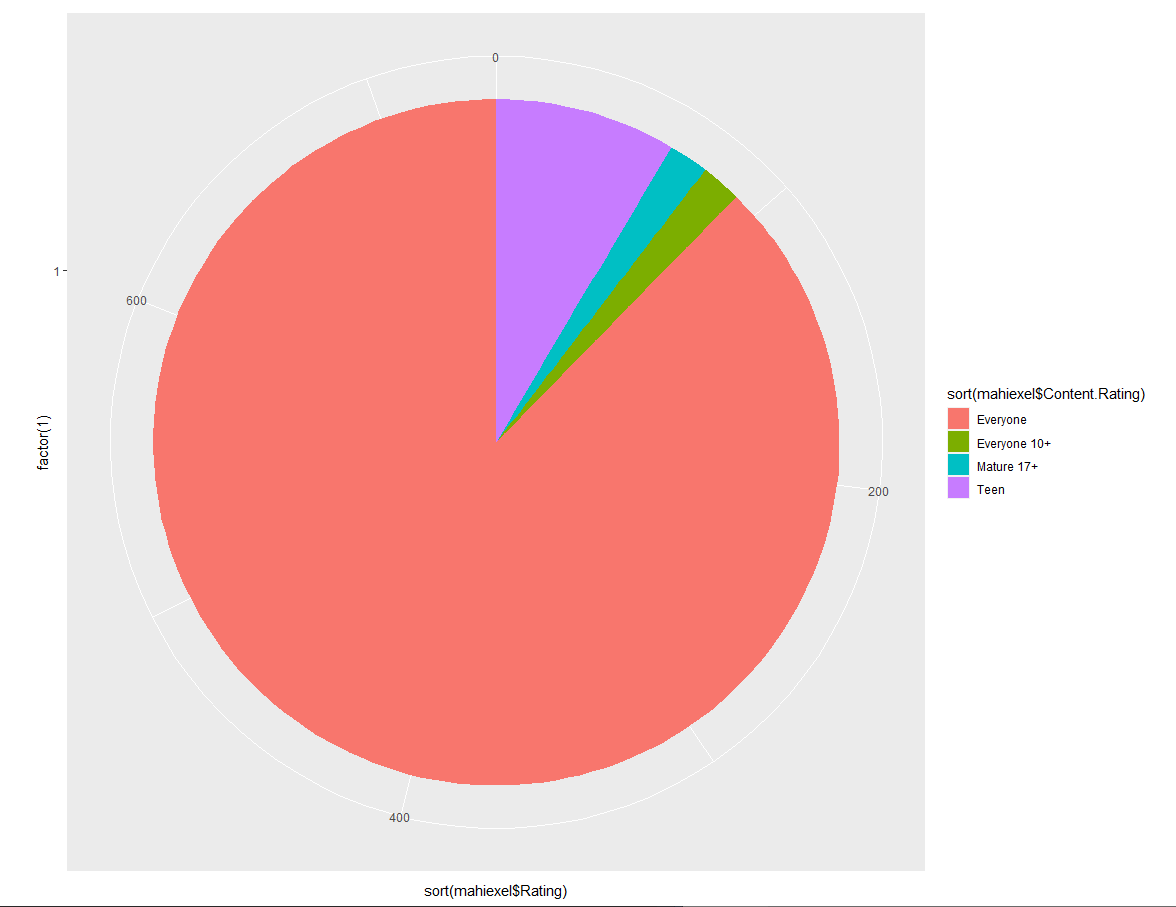 0
1
600
factor(1)
200
400
sort(mahiexel$Rating)
sort(mahiexel$Content.Rating)
Everyone
Everyone 10+
Mature 17+
Teen